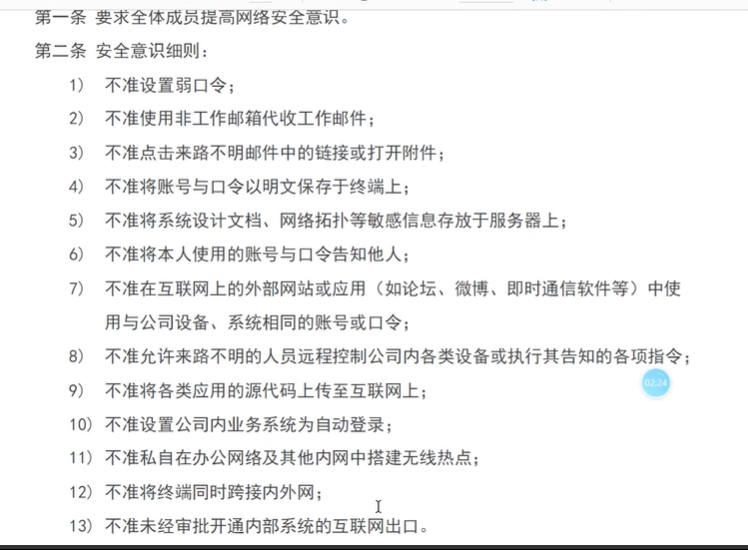 第一条 要求全体成员提高网络安全意识。
第二条 安全意识细则：
1） 不准设置弱口令；
2） 不准使用非工作邮箱代收工作邮件；
3） 不准点击来路不明邮件中的链接或打开附件；
4） 不准将账号与口令以明文保存于终端上；
5） 不准将系统设计文档、网络拓扑等敏感信息存放于服务器上；
6） 不准将本人使用的账号与口令告知他人；
7） 不准在互联网上的外部网站或应用（如论坛、微博、即时通信软件等）中使
用与公司设备、系统相同的账号或口令；
8） 不准允许来路不明的人员远程控制公司内各类设备或执行其告知的各项指令；
02:24
9） 不准将各类应用的源代码上传至互联网上；
10） 不准设置公司内业务系统为自动登录；
11） 不准私自在办公网络及其他内网中搭建无线热点；
12） 不准将终端同时跨接内外网；
13） 不准未经审批开通内部系统的互联网出口。